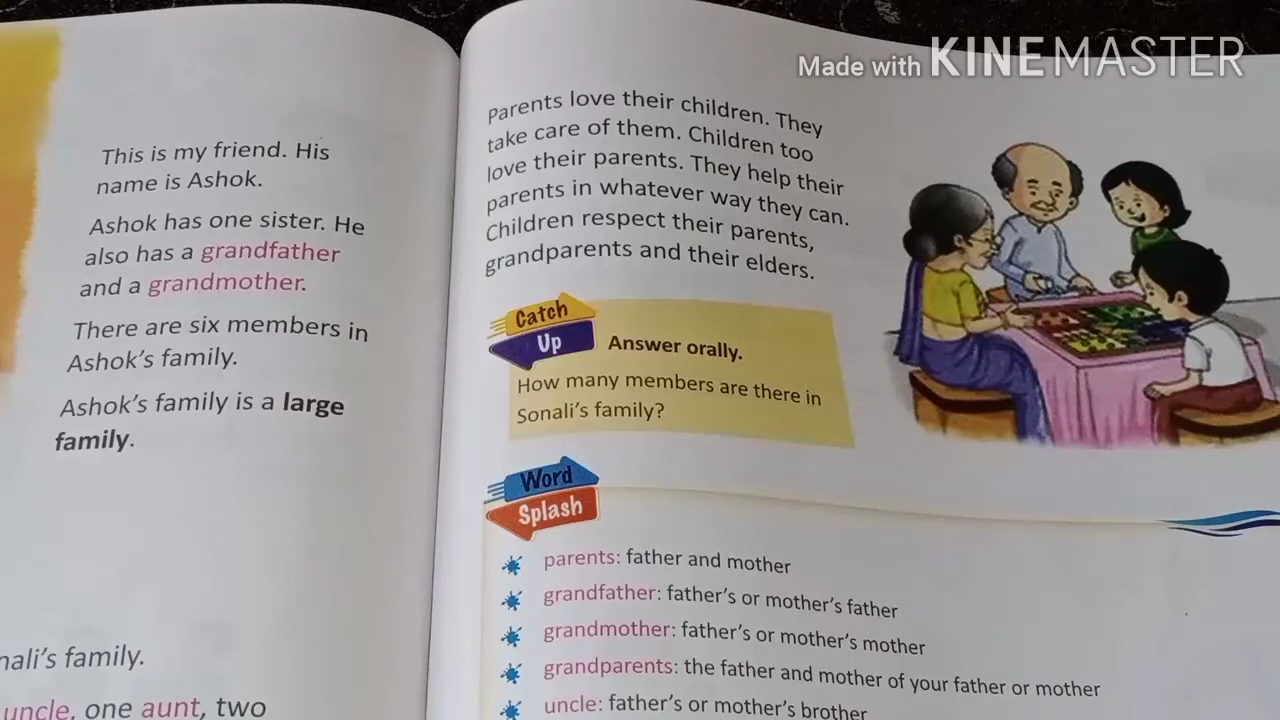 Made with KINEMASTER
This is my friend. His
name is Ashok.
Ashok has one sister. He
also has a grandfather
and a grandmother.
There are six members in
Ashok's family.
Ashok's family is a large
family.
family.
uncle, one aunt, two
Parents love their children. They
take care of them. Children too
love their parents. They help their
parents in whatever way they can.
Children respect their parents,
grandparents and their elders.
Catch
Up
Answer orally.
How many members are there in
Sonali's family?
Word
Splash
parents: father and mother
grandfather: father's or mother's father
grandmother: father's or mother's mother
grandparents: the father and mother of your father or mother
uncle: father's or mother's brother